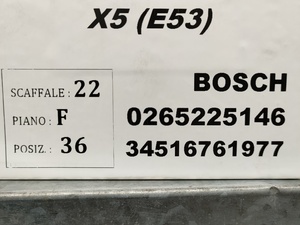 X5 (E53)
SCAFFALE : 22
PIANO : F
POSIZ. : 36
BOSCH
0265225146
34516761977